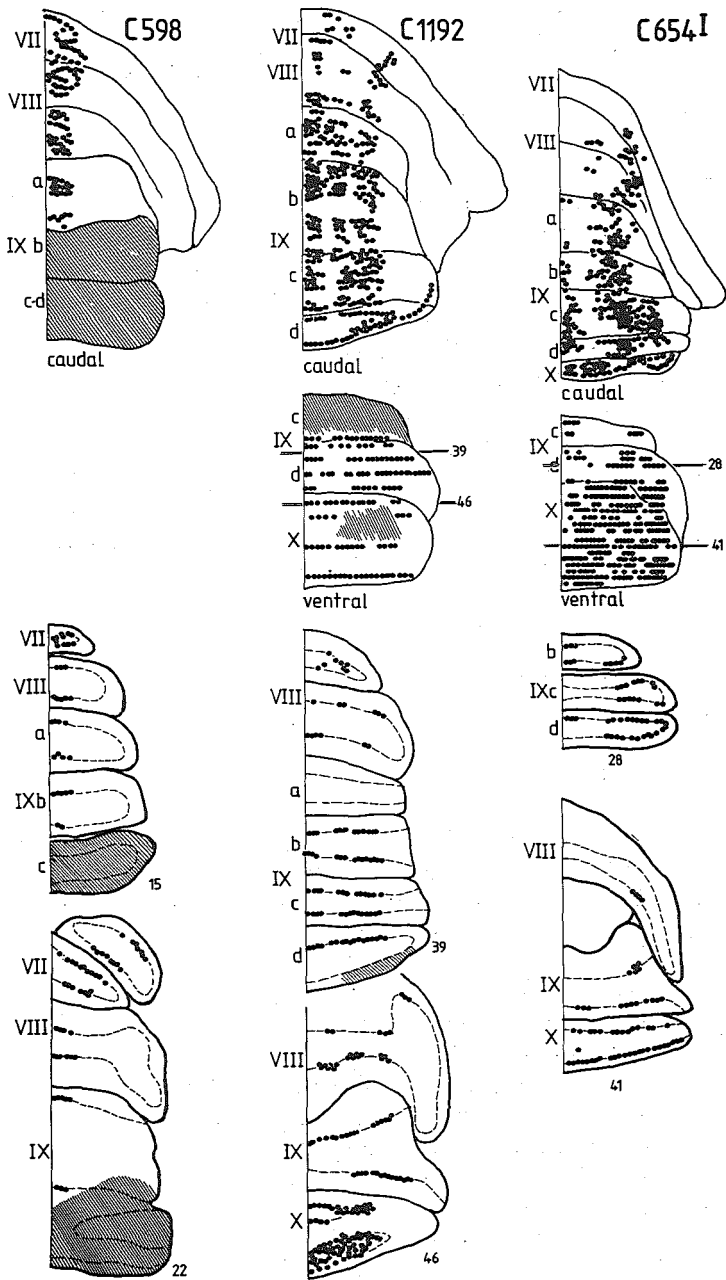 C598
VII
VIII
a
IX b
c-d
caudal
C1192
VII
VIII
a
b
IX
c
d
caudal
C654I
VII
VIII
a
b
IX
c
d
X
caudal
c
IX
39
d
46
X
ventral
c
IX
d
28
X
41
ventral
VII
VIII
a
IXb
c
15
VIII
a
b
IX
c
d
39
b
IXc
d
28
VII
VIII
IX
22
VIII
IX
X
46
VIII
IX
X
41